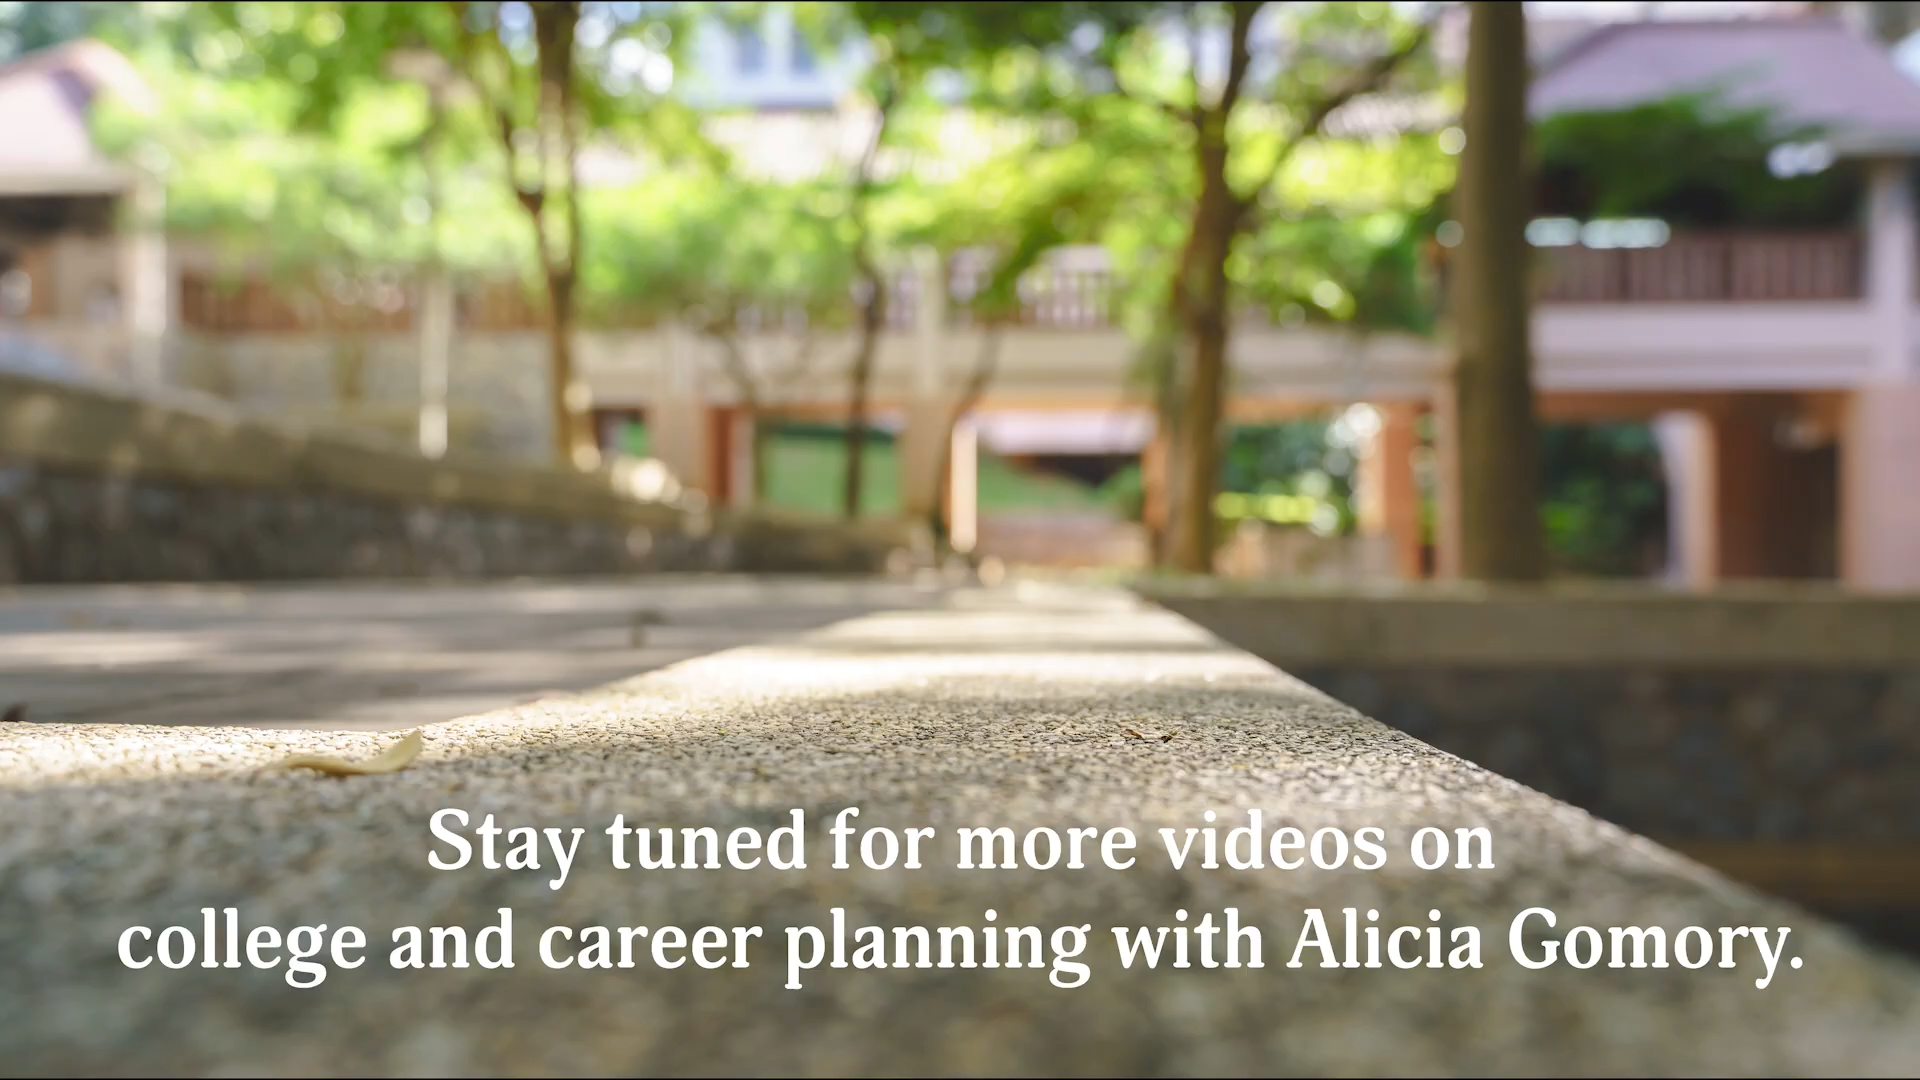 Stay tuned for more videos on
college and career planning with Alicia Gomory.